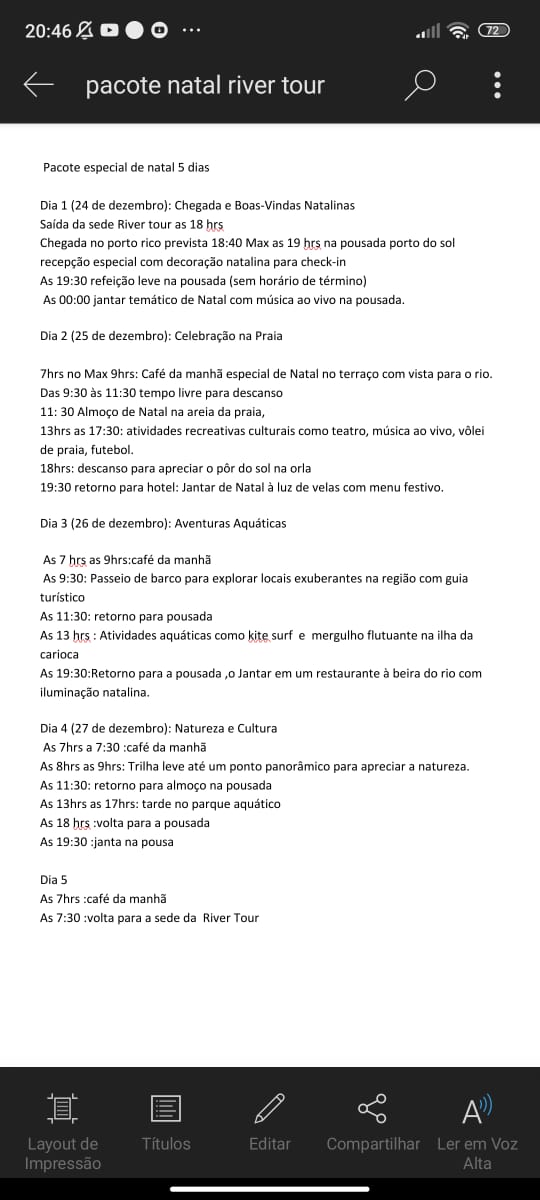 20:46
72
pacote natal river tour
Pacote especial de natal 5 dias
Dia 1 (24 de dezembro): Chegada e Boas-Vindas Natalinas
Saída da sede River tour as 18 hrs
Chegada no porto rico prevista 18:40 Max as 19 hrs na pousada porto do sol
recepção especial com decoração natalina para check-in
As 19:30 refeição leve na pousada (sem horário de término)
As 00:00 jantar temático de Natal com música ao vivo na pousada.
Dia 2 (25 de dezembro): Celebração na Praia
7hrs no Max 9hrs: Café da manhã especial de Natal no terraço com vista para o rio.
Das 9:30 às 11:30 tempo livre para descanso
11: 30 Almoço de Natal na areia da praia,
13hrs as 17:30: atividades recreativas culturais como teatro, música ao vivo, vôlei
de praia, futebol.
18hrs: descanso para apreciar o pôr do sol na orla
19:30 retorno para hotel: Jantar de Natal à luz de velas com menu festivo.
Dia 3 (26 de dezembro): Aventuras Aquáticas
As 7 hrs as 9hrs:café da manhã
As 9:30: Passeio de barco para explorar locais exuberantes na região com guia
turístico
As 11:30: retorno para pousada
As 13 hrs : Atividades aquáticas como kite surf e mergulho flutuante na ilha da
carioca
As 19:30:Retorno para a pousada ,o Jantar em um restaurante à beira do rio com
iluminação natalina.
Dia 4 (27 de dezembro): Natureza e Cultura
As 7hrs a 7:30 :café da manhã
As 8hrs as 9hrs: Trilha leve até um ponto panorâmico para apreciar a natureza.
As 11:30: retorno para almoço na pousada
As 13hrs as 17hrs: tarde no parque aquático
As 18 hrs :volta para a pousada
As 19:30 :janta na pousa
Dia 5
As 7hrs :café da manhã
As 7:30 :volta para a sede da River Tour
Layout de Impressão
Títulos
Editar
Compartilhar
Ler em Voz Alta